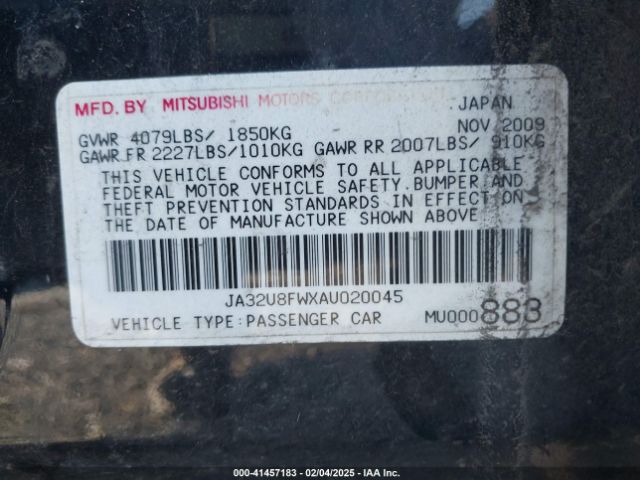 MFD. BY MITSUBISHI MOTORS CORPORATION JAPAN
GVWR 4079LBS/ 1850KG NOV 2009
GAWR FR 2227LBS/1010KG GAWR RR 2007LBS/ 910KG
THIS VEHICLE CONFORMS TO ALL APPLICABLE
FEDERAL MOTOR VEHICLE SAFETY.BUMPER AND
THEFT PREVENTION STANDARDS IN EFFECT ON
THE DATE OF MANUFACTURE SHOWN ABOVE
JA32U8FWXAU020045
VEHICLE TYPE:PASSENGER CAR MU000883
000-41457183 - 02/04/2025 - IAA Inc.